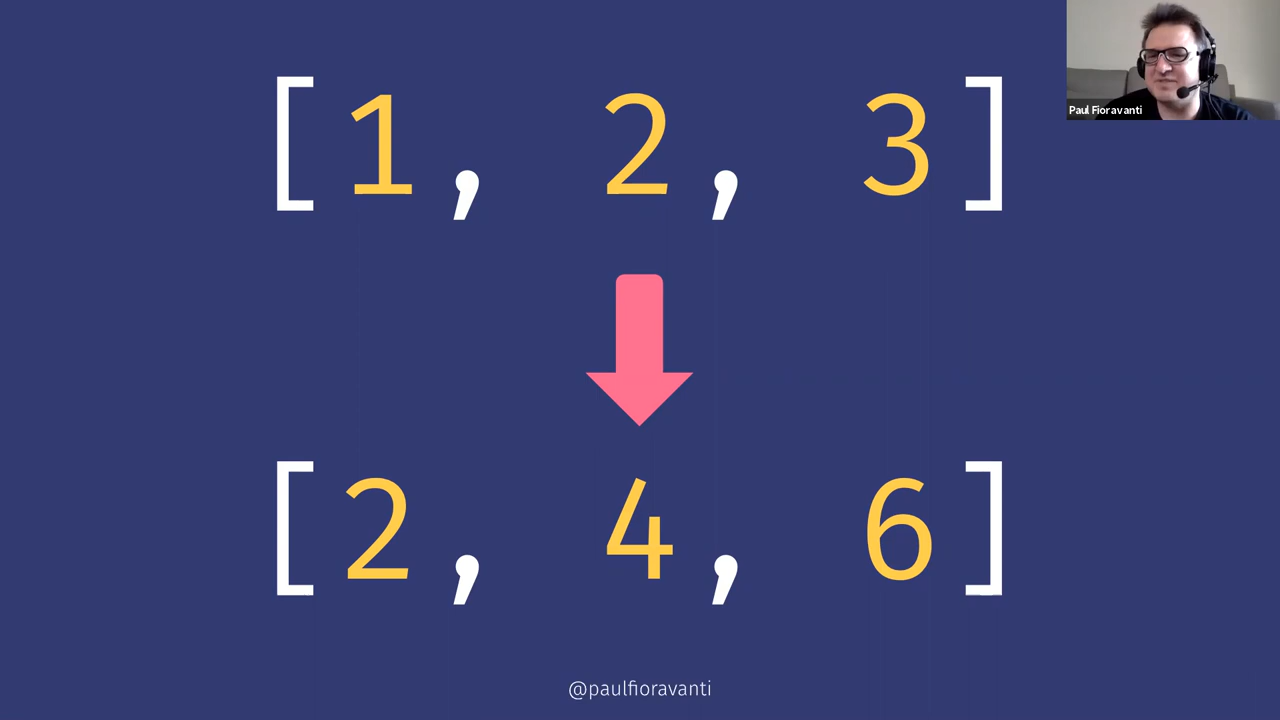 [1, 2, 3]
Paul Fioravanti
[2, 4, 6]
@paulfioravanti